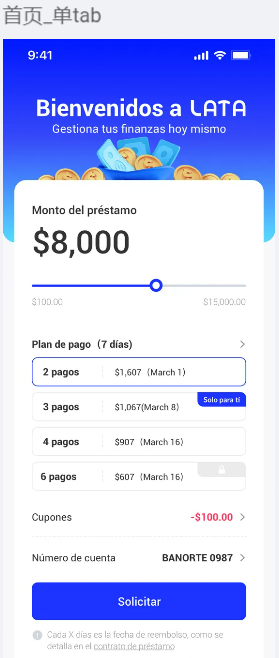 首页_单tab
9:41
Bienvenidos a LATA
Gestiona tus finanzas hoy mismo
Monto del préstamo
$8,000
$100.00 $15,000.00
Plan de pago（7 días）
2 pagos $1,607（March 1）
Solo para tí
3 pagos $1,067(March 8)
4 pagos $907（March 16）
6 pagos $607（March 16）
Cupones -$100.00
Número de cuenta BANORTE 0987
Solicitar
Cada X días es la fecha de reembolso, como se
detalla en el contrato de préstamo